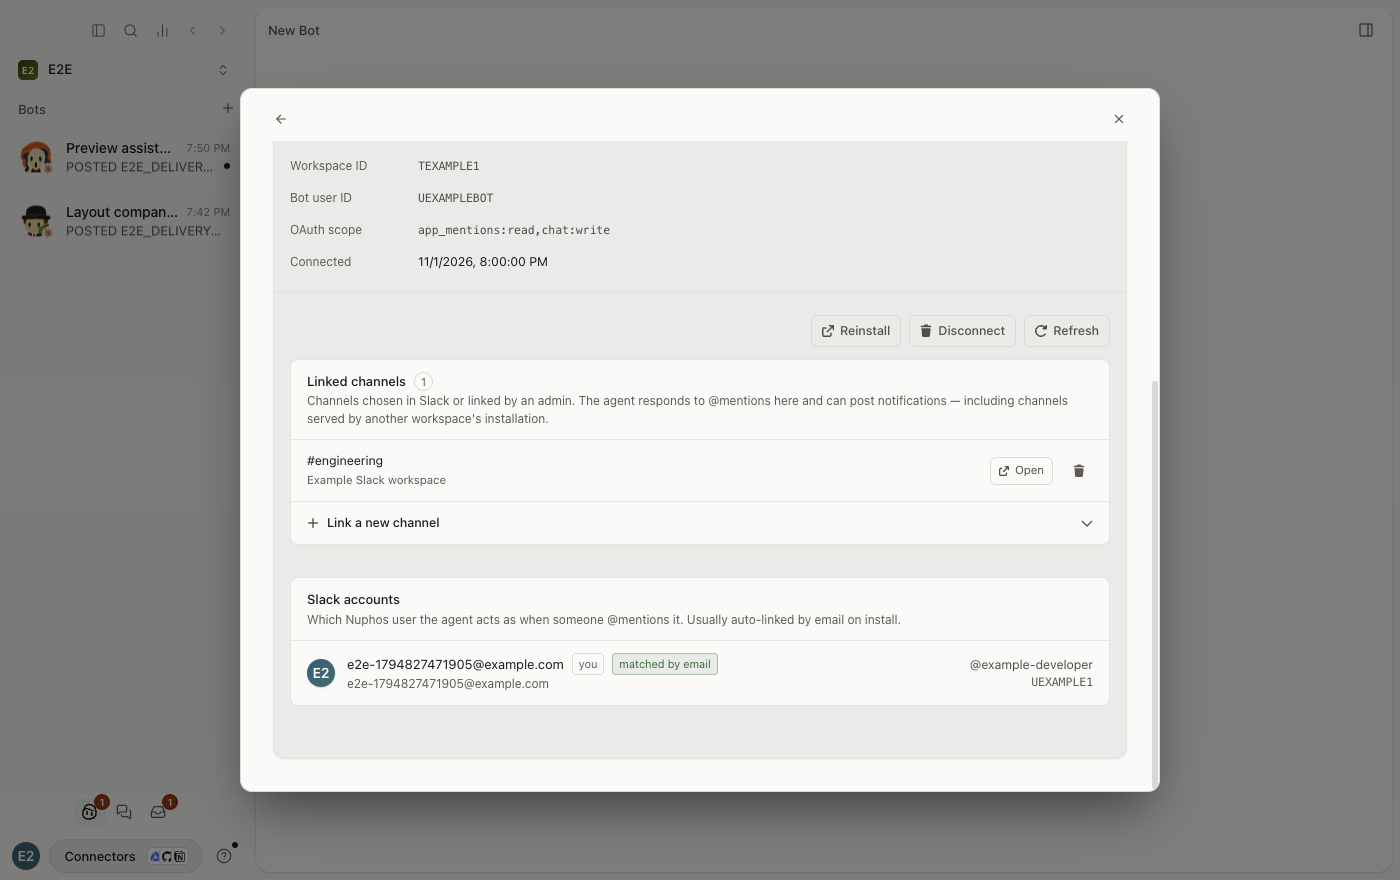 New Bot
E2 E2E
Bots
Preview assist... 7:50 PM
POSTED E2E_DELIVER...
Layout compan... 7:42 PM
POSTED E2E_DELIVERY...
Workspace ID TEXAMPLE1
Bot user ID UEXAMPLEBOT
OAuth scope app_mentions:read,chat:write
Connected 11/1/2026, 8:00:00 PM
Reinstall Disconnect Refresh
Linked channels 1
Channels chosen in Slack or linked by an admin. The agent responds to @mentions here and can post notifications — including channels
served by another workspace's installation.
#engineering
Example Slack workspace
Open
Link a new channel
Slack accounts
Which Nuphos user the agent acts as when someone @mentions it. Usually auto-linked by email on install.
E2 e2e-1794827471905@example.com you matched by email @example-developer
e2e-1794827471905@example.com UEXAMPLE1
1 1
E2 Connectors